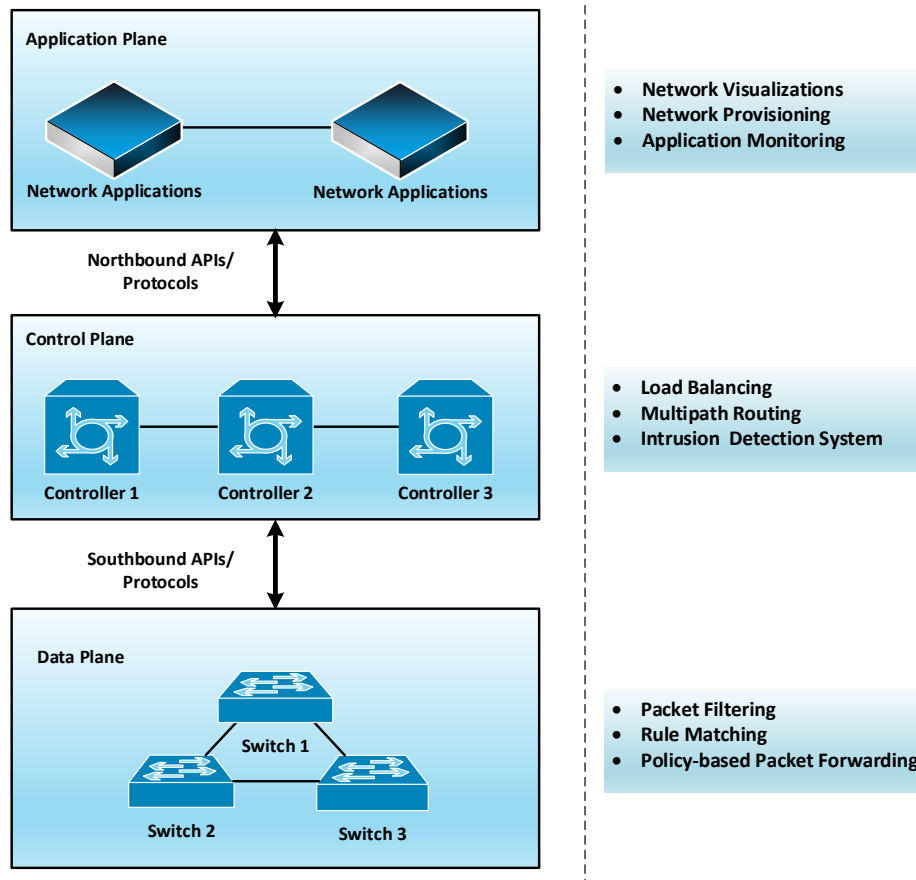 Application Plane
Network Applications
Network Applications
• Network Visualizations
• Network Provisioning
• Application Monitoring
Northbound APIs/
Protocols
Control Plane
Controller 1
Controller 2
Controller 3
• Load Balancing
• Multipath Routing
• Intrusion Detection System
Southbound APIs/
Protocols
Data Plane
Switch 1
Switch 2
Switch 3
• Packet Filtering
• Rule Matching
• Policy-based Packet Forwarding